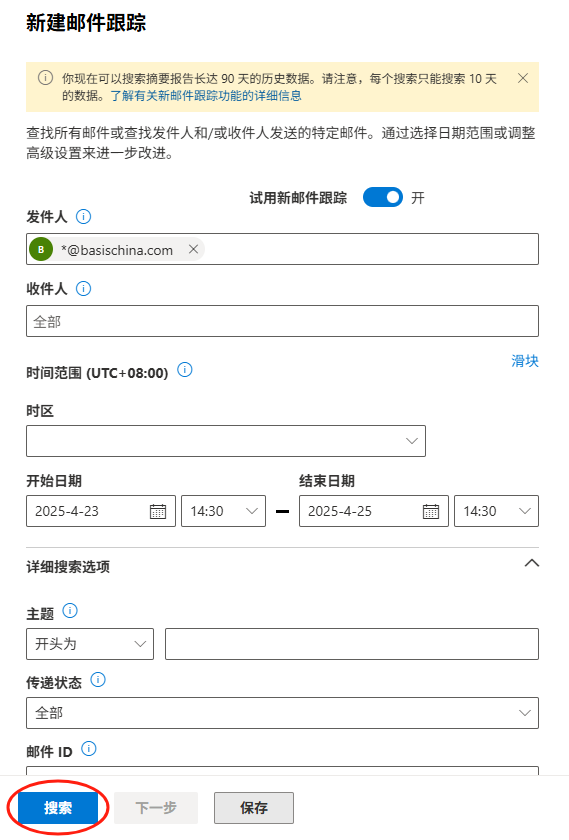 新建邮件跟踪
你现在可以搜索摘要报告长达 90 天的历史数据。请注意，每个搜索只能搜索 10 天
的数据。了解有关新邮件跟踪功能的详细信息
查找所有邮件或查找发件人和/或收件人发送的特定邮件。通过选择日期范围或调整
高级设置来进一步改进。
试用新邮件跟踪 开
发件人
B *@basischina.com
收件人
全部
滑块
时间范围 (UTC+08:00)
时区
开始日期 结束日期
2025-4-23 14:30 2025-4-25 14:30
详细搜索选项
主题
开头为
传递状态
全部
邮件 ID
搜索 下一步 保存